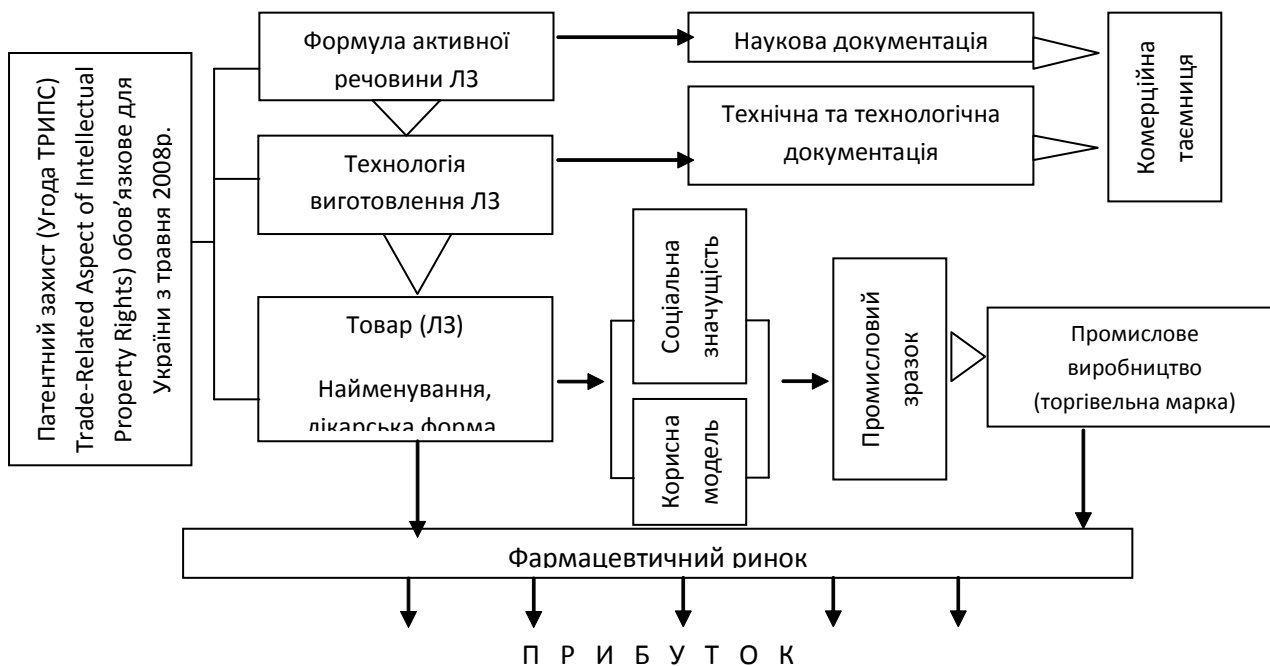 Патентний захист (Угода ТРИПС)
Trade-Related Aspect of Intellectual
Property Rights) обов’язкове для
України з травня 2008р.
Формула активної
речовини ЛЗ
Наукова документація
Комерційна
таємниця
Технологія
виготовлення ЛЗ
Технічна та технологічна
документація
Товар (ЛЗ)
Найменування,
лікарська форма
Соціальна
значущість
Корисна
модель
Промисловий
зразок
Промислове
виробництво
(торгівельна марка)
Фармацевтичний ринок
П Р И Б У Т О К